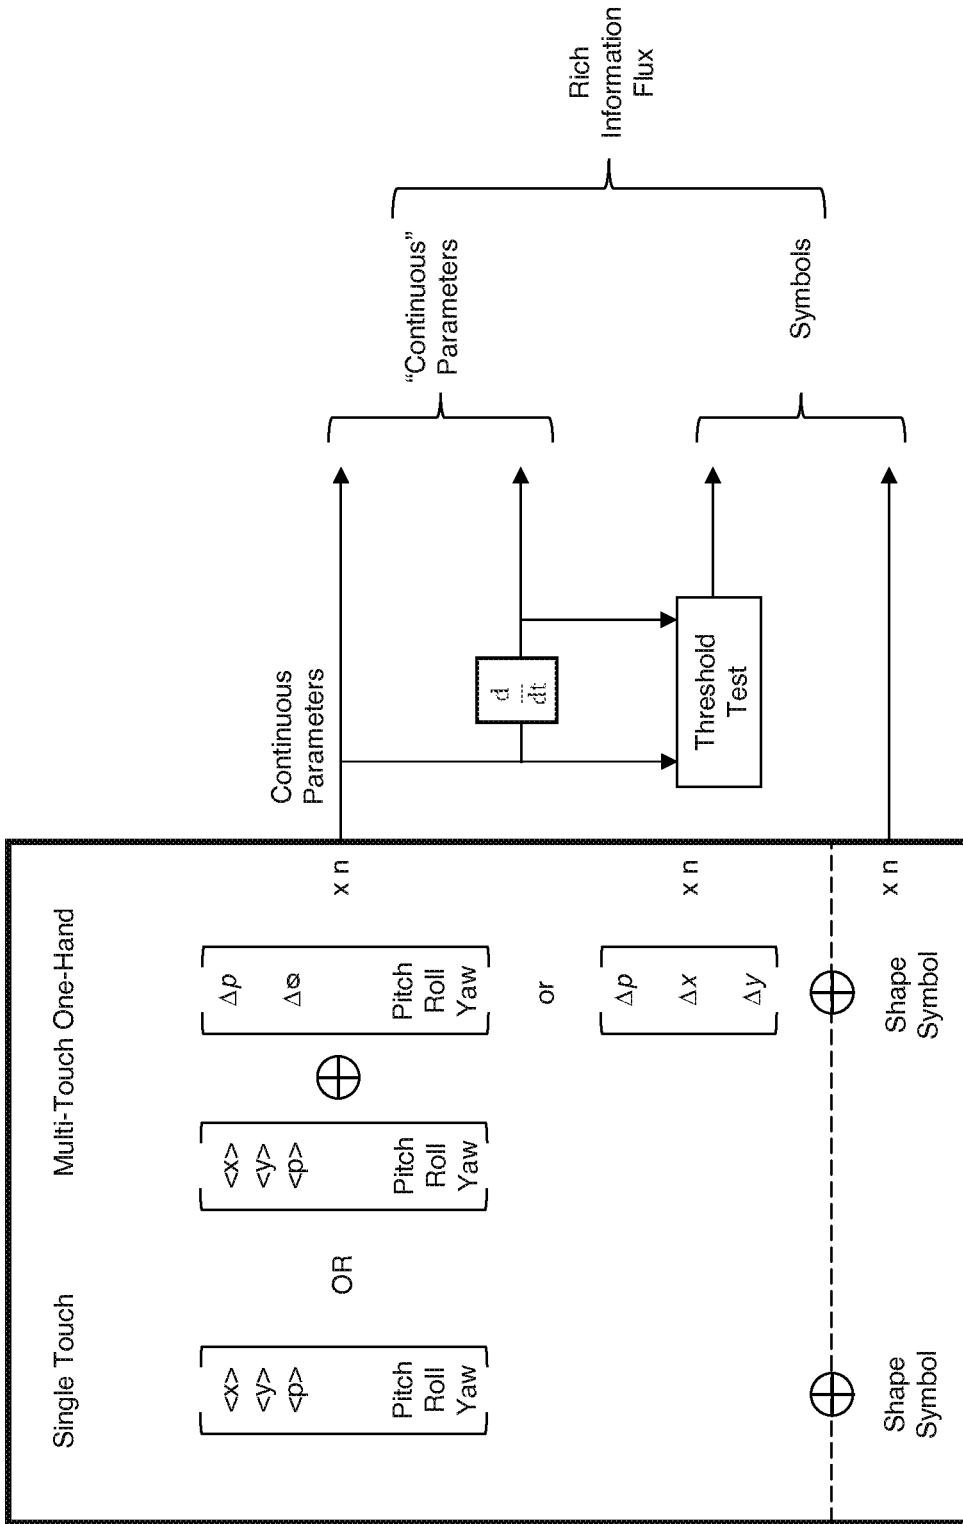 Single Touch
Multi-Touch One-Hand
<x>
<y>
<p>
Pitch
Roll
Yaw
OR
<x>
<y>
<p>
Pitch
Roll
Yaw
Δp
Pitch
Roll
Yaw
or
Δp
Δx
Δy
x n
x n
x n
Shape
Symbol
Shape
Symbol
Continuous
Parameters
d
dt
Threshold
Test
“Continuous”
Parameters
Symbols
Rich
Information
Flux